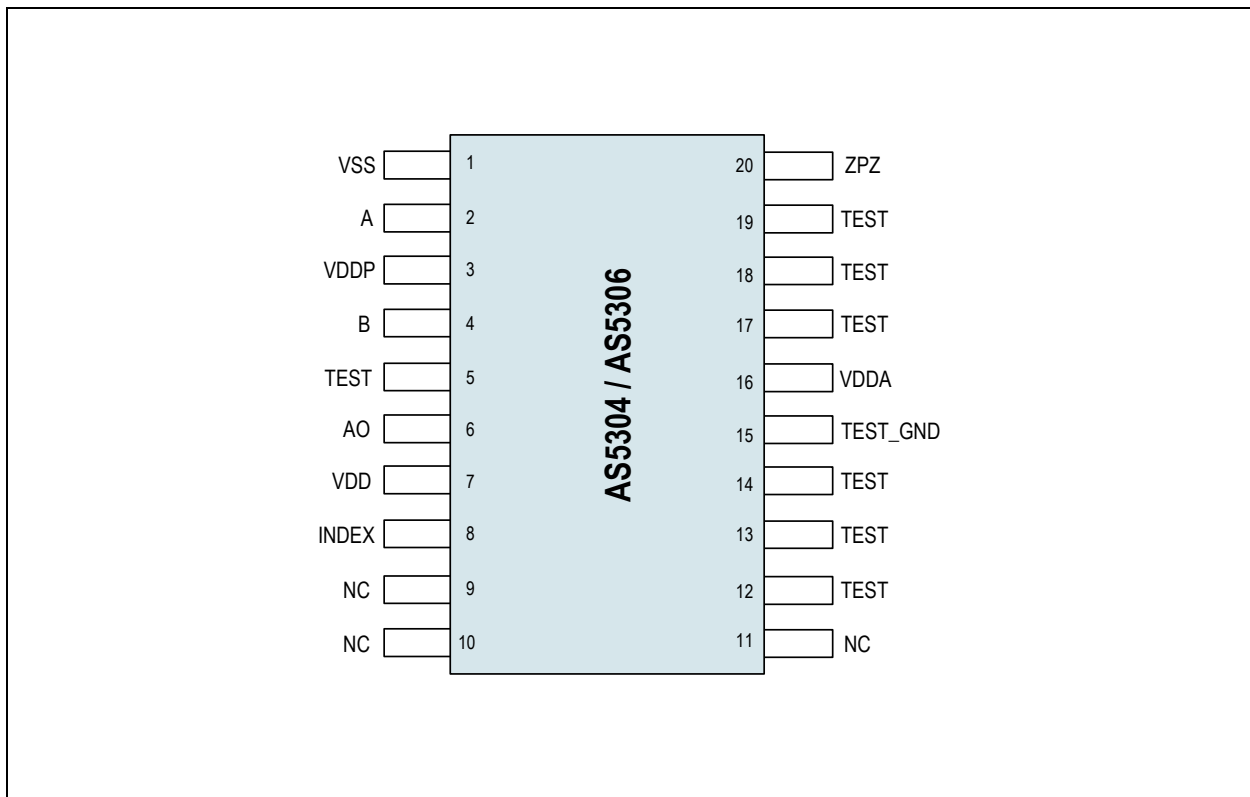 VSS 1
A 2
VDDP 3
B 4
TEST 5
AO 6
VDD 7
INDEX 8
NC 9
NC 10
AS5304 / AS5306
20 ZPZ
19 TEST
18 TEST
17 TEST
16 VDDA
15 TEST_GND
14 TEST
13 TEST
12 TEST
11 NC